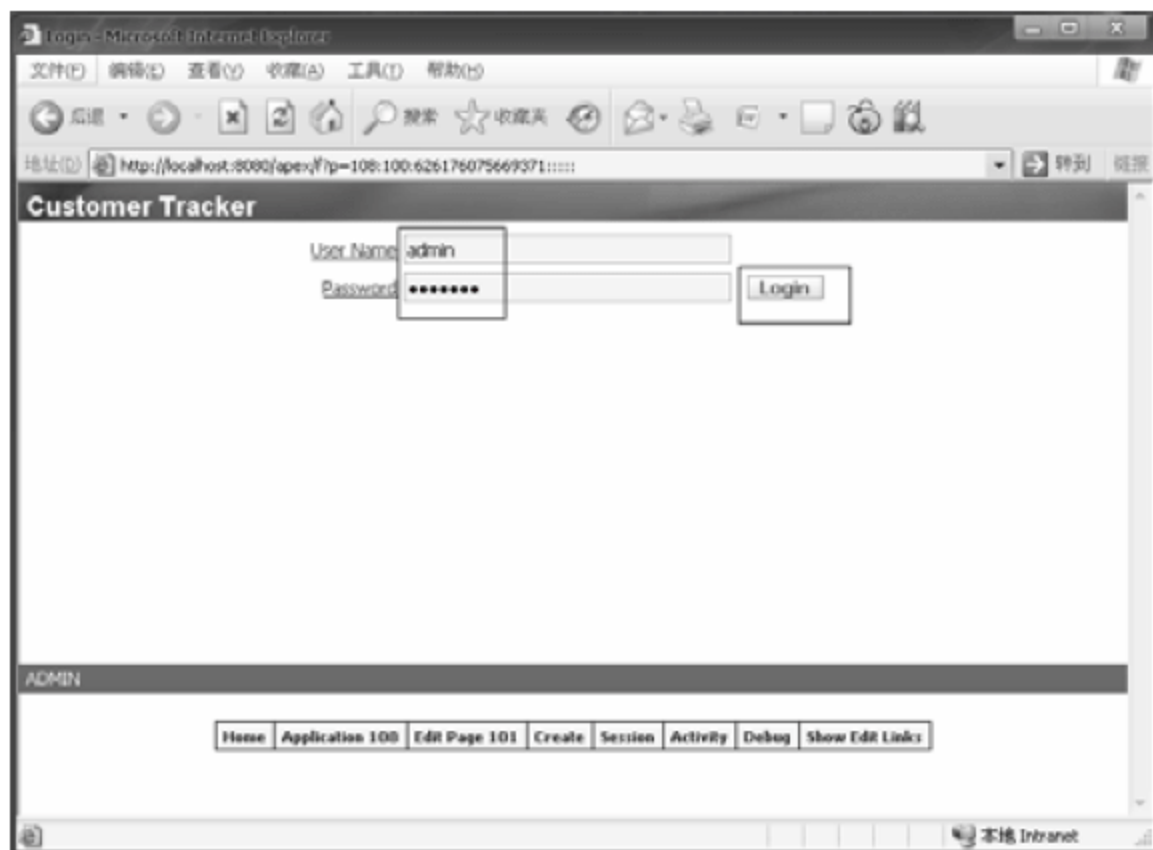 Login - Microsoft Internet Explorer
文件(F) 编辑(E) 查看(V) 收藏(A) 工具(T) 帮助(H)
后退 搜索 收藏夹
地址(D) http://localhost:8080/apex/f?p=108:100:626176075669371::::: 转到 链接
Customer Tracker
User Name admin
Password ••••••• Login
ADMIN
Home Application 108 Edit Page 101 Create Session Activity Debug Show Edit Links
本地 Intranet